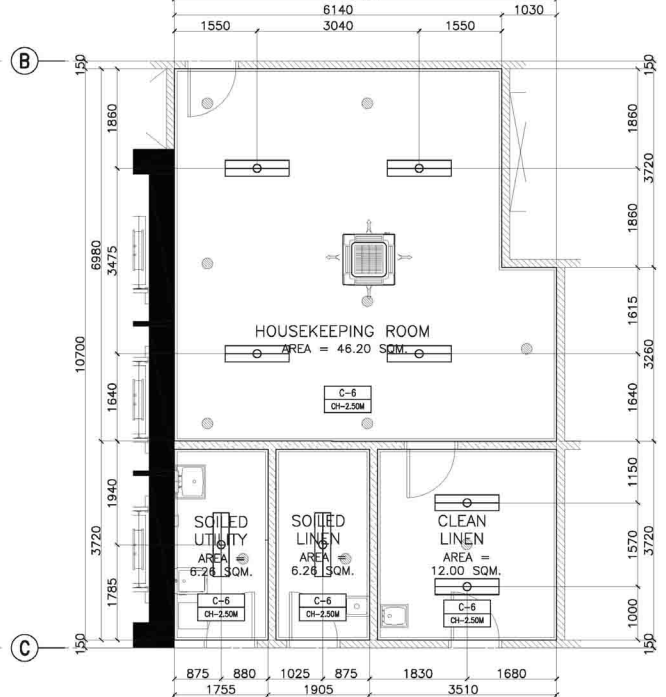 6140
1030
1550
3040
1550
B
150
150
1860
1860
3720
6980
3475
1860
10700
1615
HOUSEKEEPING ROOM
AREA = 46.20 SQM.
3260
1640
C-6
CH-2.50M
1640
1940
1150
3720
SOILED
UTILITY
AREA =
6.26 SQM.
SOILED
LINEN
AREA =
6.26 SQM.
CLEAN
LINEN
AREA =
12.00 SQM.
1570
3720
1785
C-6
CH-2.50M
C-6
CH-2.50M
C-6
CH-2.50M
1000
C
150
150
875
880
1025
875
1830
1680
1755
1905
3510